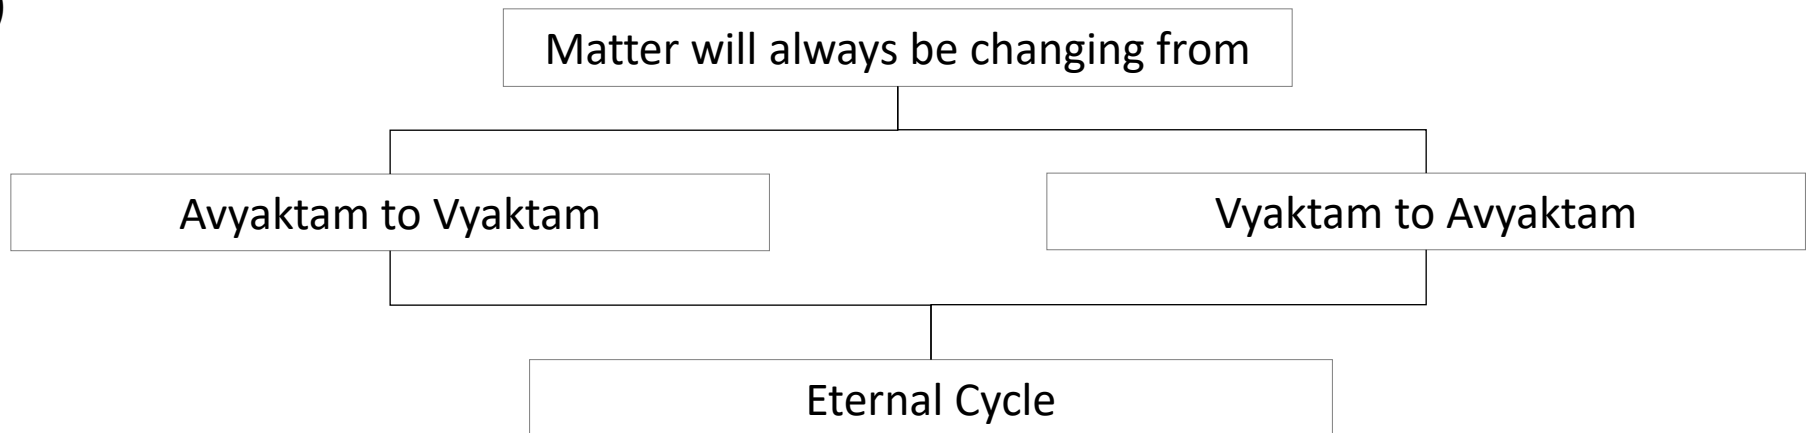 )
Matter will always be changing from
Avyaktam to Vyaktam
Vyaktam to Avyaktam
Eternal Cycle